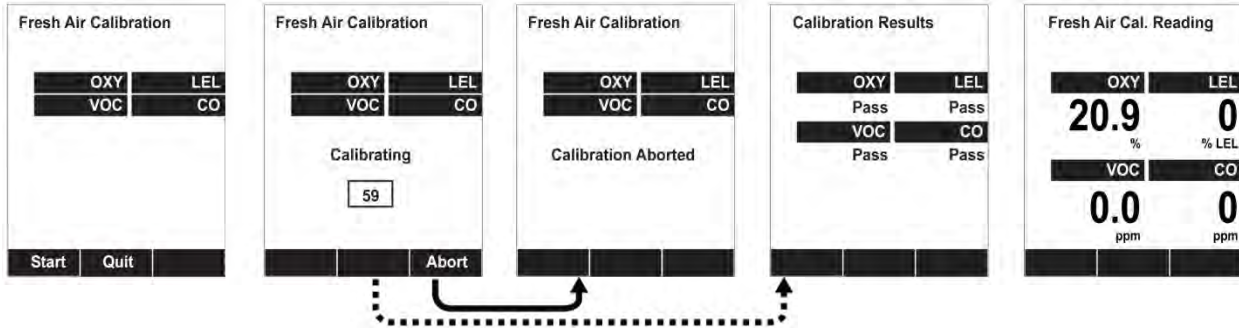 Fresh Air Calibration
OXY LEL
VOC CO
Start Quit
Fresh Air Calibration
OXY LEL
VOC CO
Calibrating
59
Abort
Fresh Air Calibration
OXY LEL
VOC CO
Calibration Aborted
Calibration Results
OXY LEL
Pass Pass
VOC CO
Pass Pass
Fresh Air Cal. Reading
OXY LEL
20.9 0
% % LEL
VOC CO
0.0 0
ppm ppm